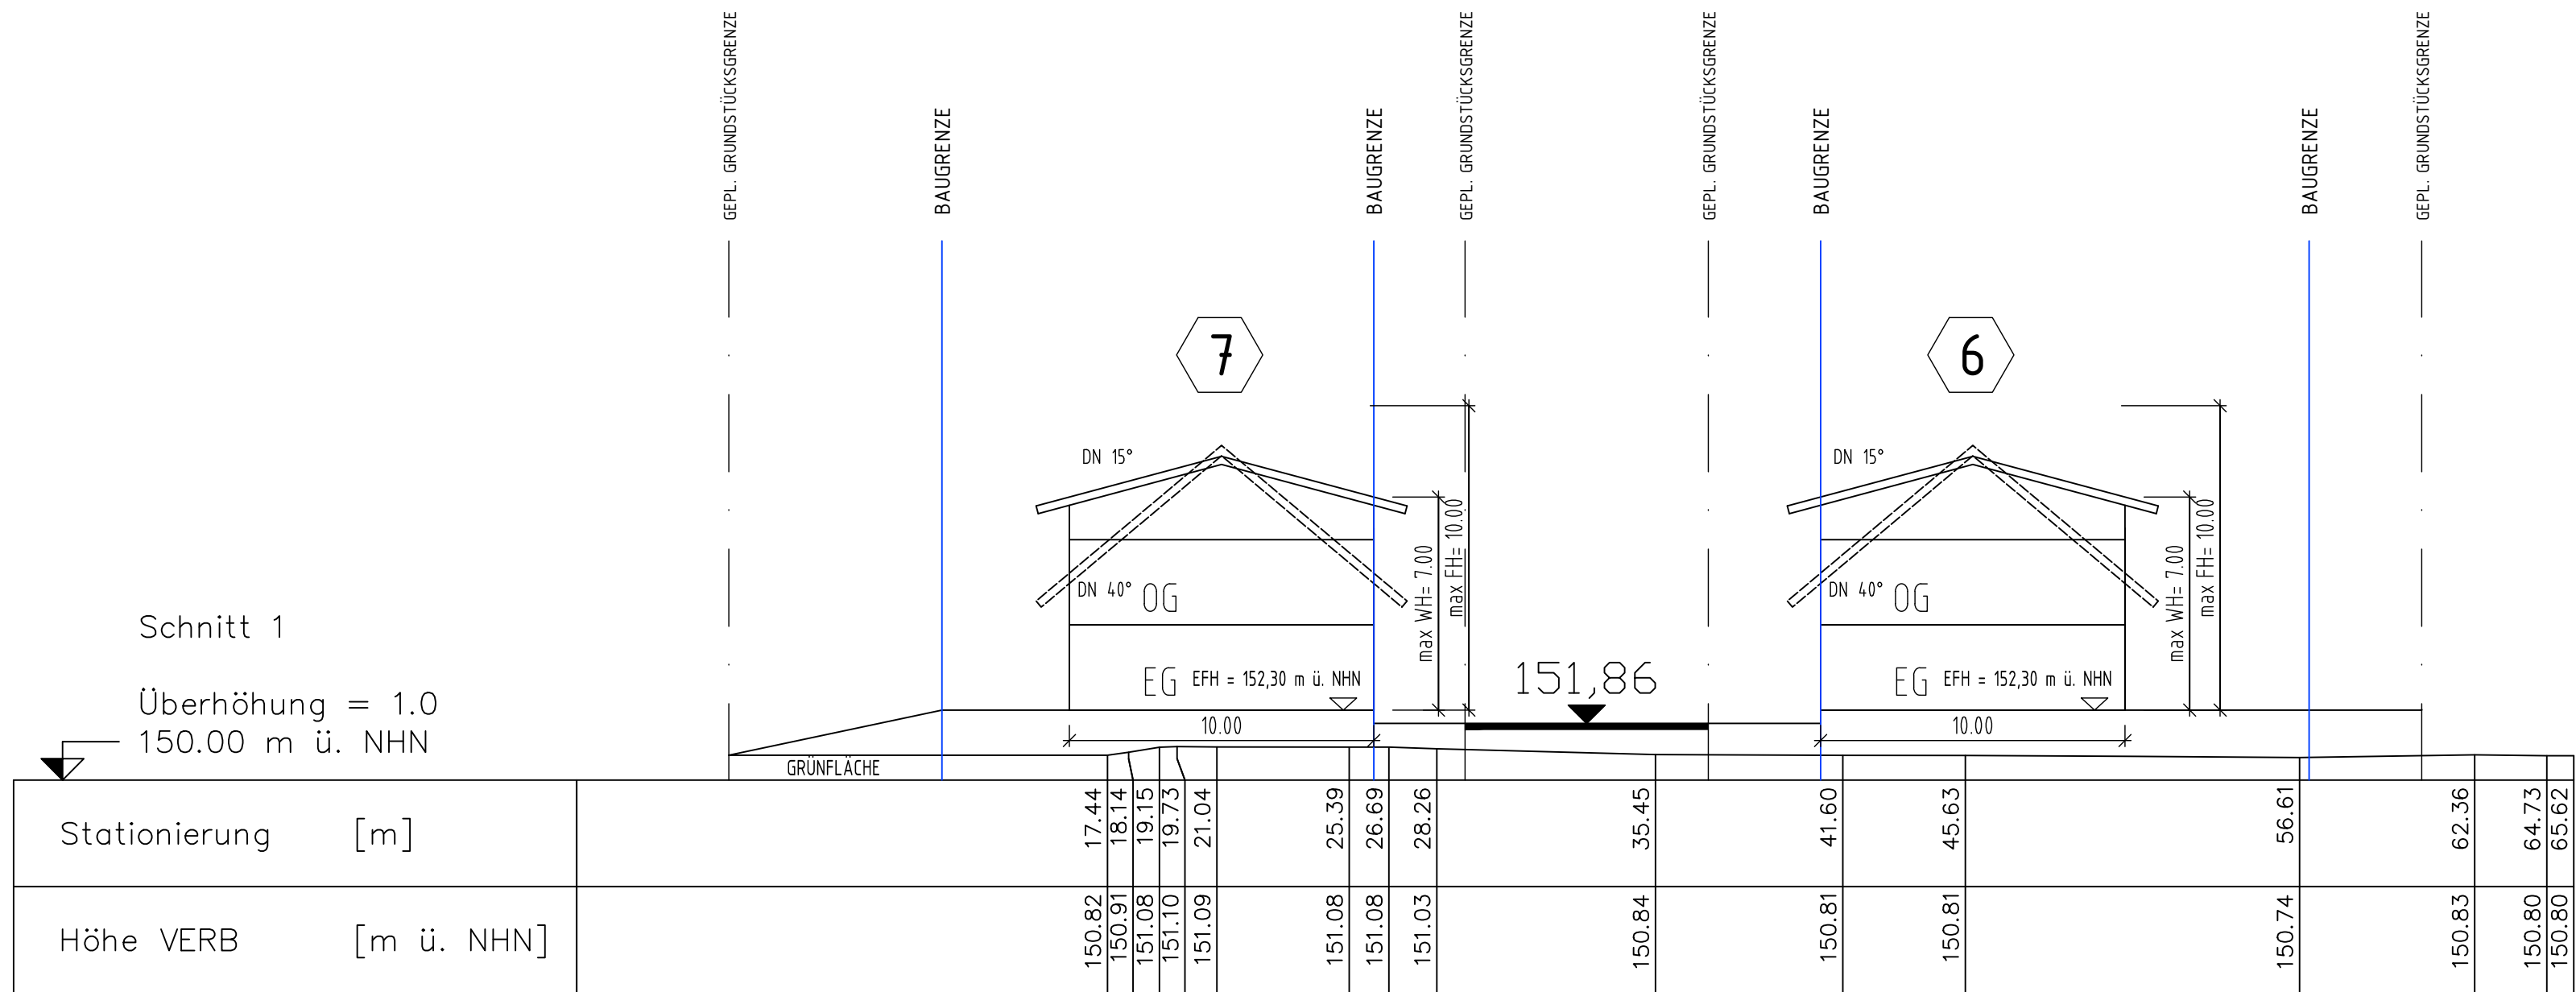 GEPL. GRUNDSTÜCKSGRENZE
BAUGRENZE
BAUGRENZE
GEPL. GRUNDSTÜCKSGRENZE
GEPL. GRUNDSTÜCKSGRENZE
BAUGRENZE
BAUGRENZE
GEPL. GRUNDSTÜCKSGRENZE
7
6
DN 15°
DN 40° OG
max WH= 7.00
max FH= 10.00
EG EFH = 152,30 m ü. NHN
10.00
151,86
DN 15°
DN 40° OG
max WH= 7.00
max FH= 10.00
EG EFH = 152,30 m ü. NHN
10.00
GRÜNFLÄCHE
Schnitt 1
Überhöhung = 1.0
150.00 m ü. NHN
Stationierung [m] 17.44 18.14 19.15 19.73 21.04 25.39 26.69 28.26 35.45 41.60 45.63 56.61 62.36 64.73 65.62
Höhe VERB [m ü. NHN] 150.82 150.91 151.08 151.10 151.09 151.08 151.08 151.03 150.84 150.81 150.81 150.74 150.83 150.80 150.80